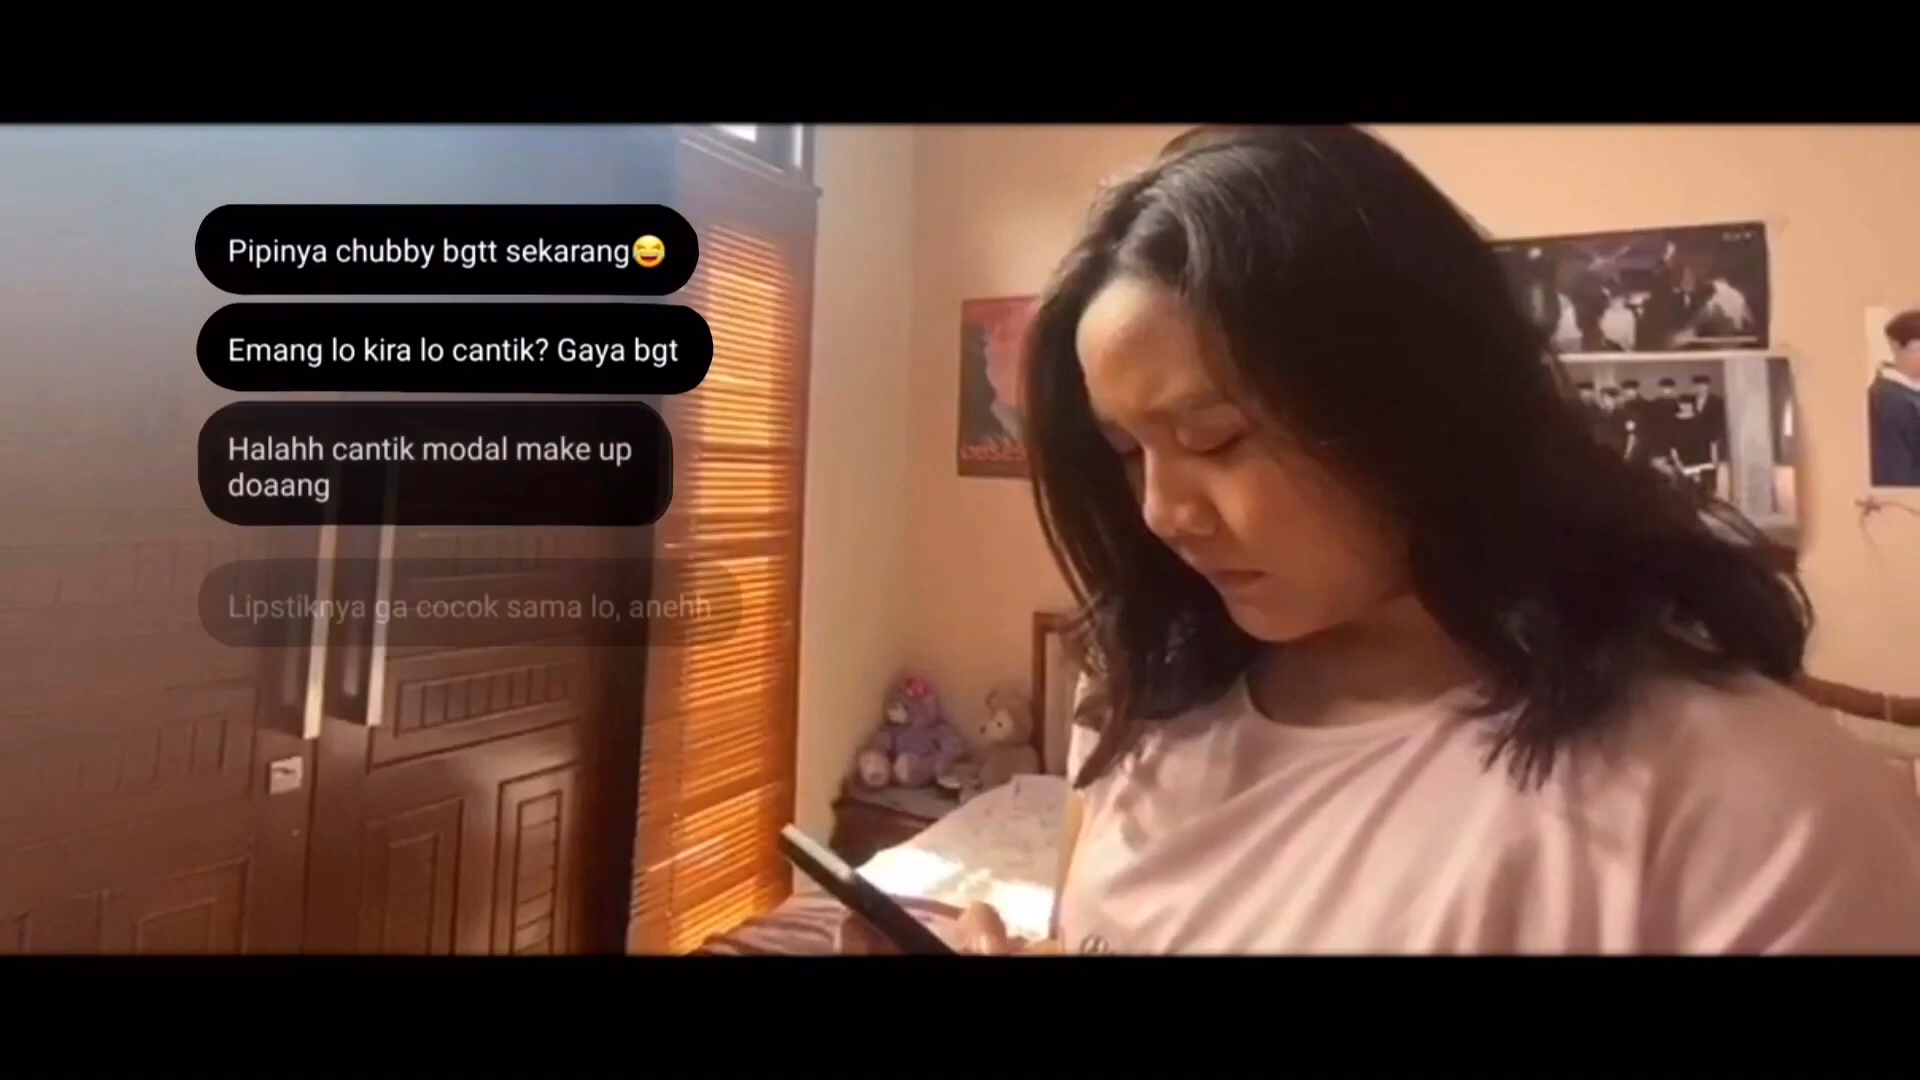 Pipinya chubby bgtt sekarang😂
Emang lo kira lo cantik? Gaya bgt
Halahh cantik modal make up
doaang
Lipstiknya ga cocok sama lo, anehh